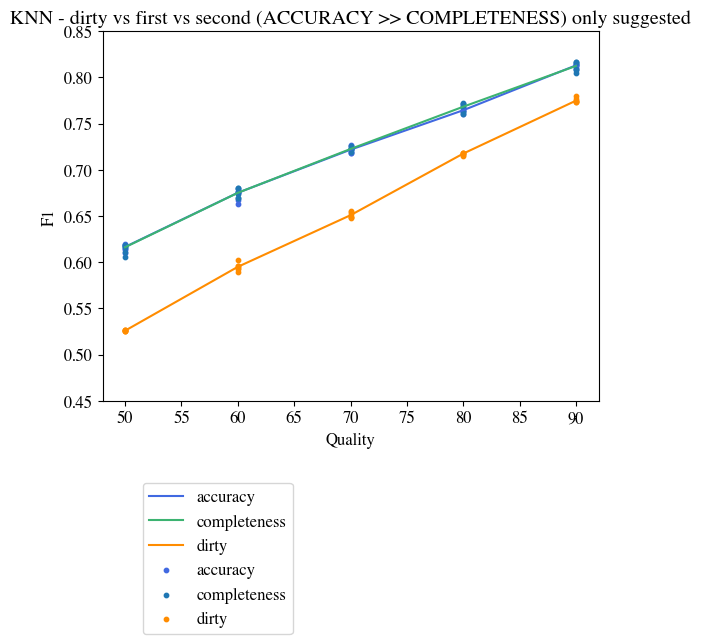 KNN - dirty vs first vs second (ACCURACY >> COMPLETENESS) only suggested
0.85
0.80
0.75
0.70
0.65
0.60
0.55
0.50
0.45
F1
50 55 60 65 70 75 80 85 90
Quality
accuracy
completeness
dirty
accuracy
completeness
dirty